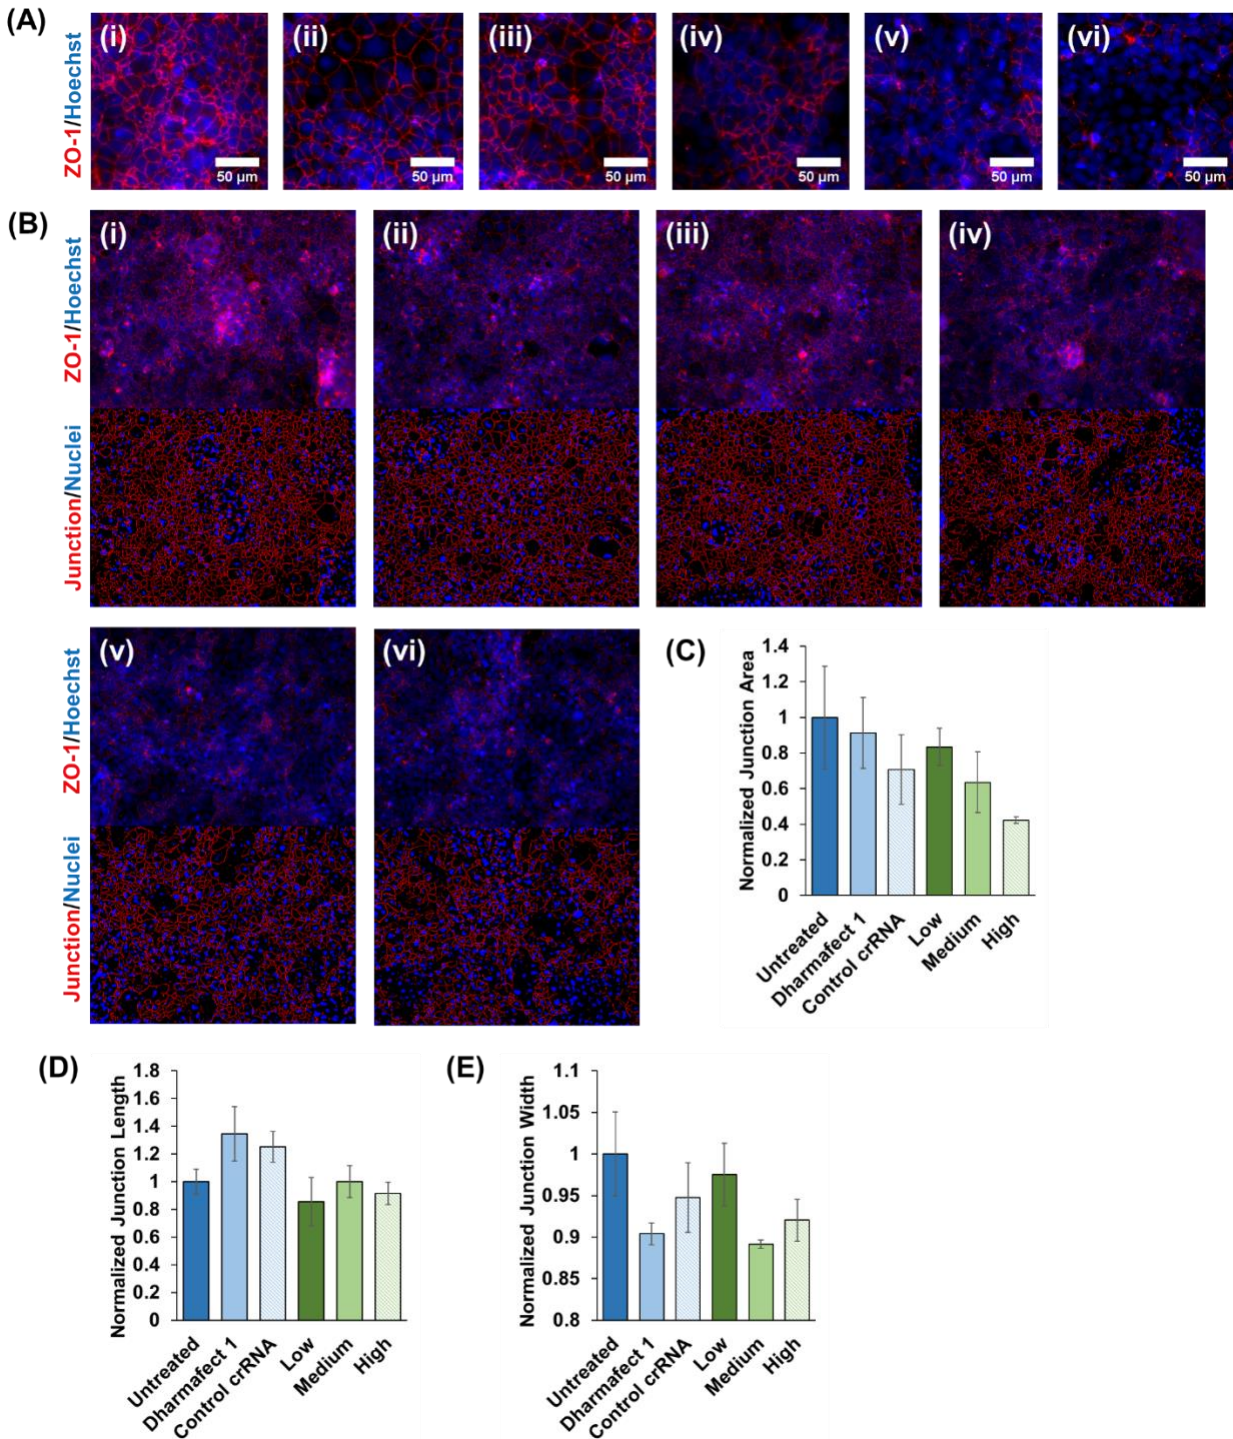 (A)
ZO-1/Hoechst
(i)
(ii)
(iii)
(iv)
(v)
(vi)
50 µm
50 µm
50 µm
50 µm
50 µm
50 µm
(B)
ZO-1/Hoechst
(i)
(ii)
(iii)
(iv)
Junction/Nuclei
ZO-1/Hoechst
(v)
(vi)
Junction/Nuclei
(C)
Normalized Junction Area
1.4
1.2
1
0.8
0.6
0.4
0.2
0
Untreated
Dharmafect 1
Control crRNA
Low
Medium
High
(D)
Normalized Junction Length
1.8
1.6
1.4
1.2
1
0.8
0.6
0.4
0.2
0
Untreated
Dharmafect 1
Control crRNA
Low
Medium
High
(E)
Normalized Junction Width
1.1
1.05
1
0.95
0.9
0.85
0.8
Untreated
Dharmafect 1
Control crRNA
Low
Medium
High